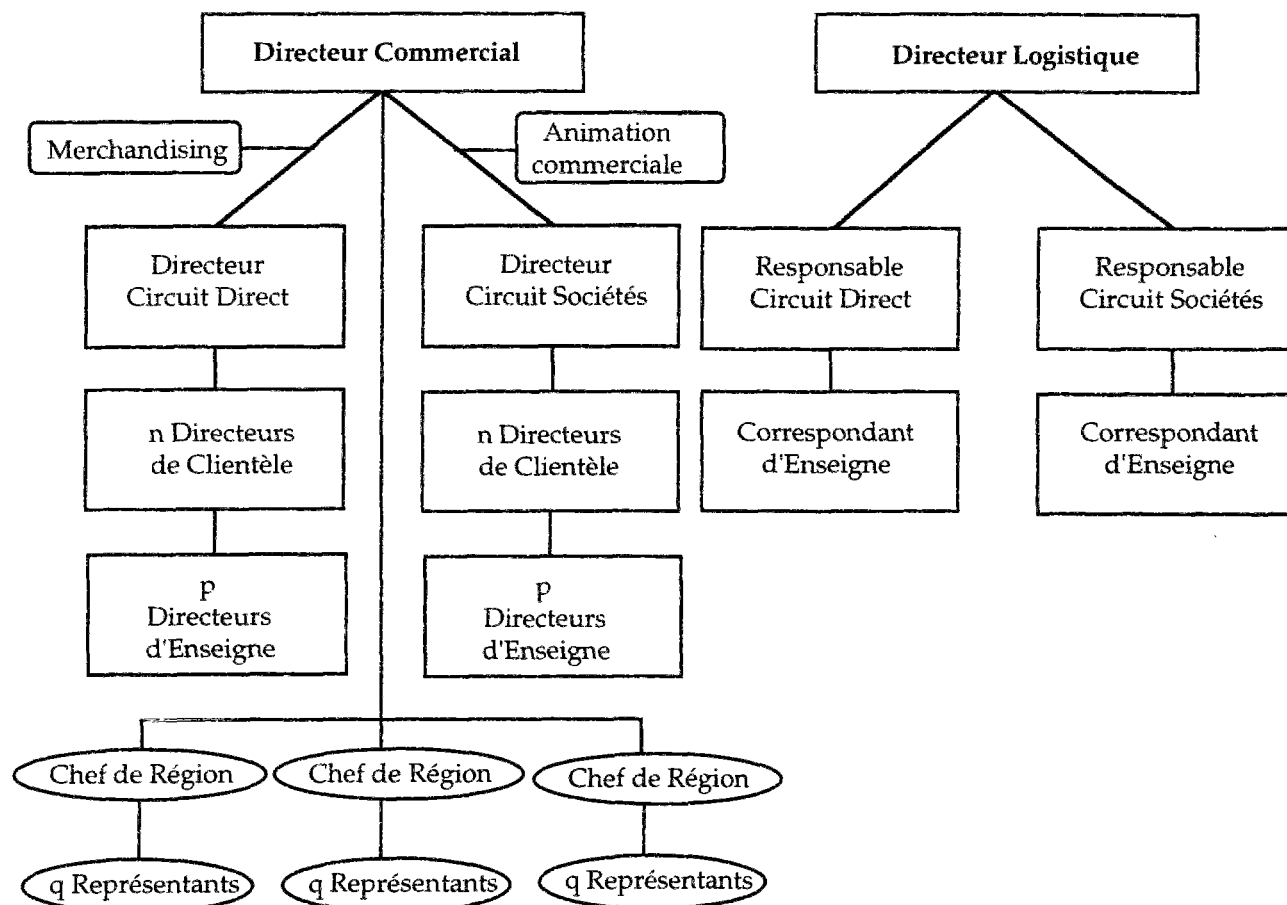 Directeur Commercial
Directeur Logistique
Merchandising
Animation
commerciale
Directeur
Circuit Direct
Directeur
Circuit Sociétés
Responsable
Circuit Direct
Responsable
Circuit Sociétés
n Directeurs
de Clientèle
n Directeurs
de Clientèle
Correspondant
d'Enseigne
Correspondant
d'Enseigne
p
Directeurs
d'Enseigne
p
Directeurs
d'Enseigne
Chef de Région
Chef de Région
Chef de Région
q Représentants
q Représentants
q Représentants